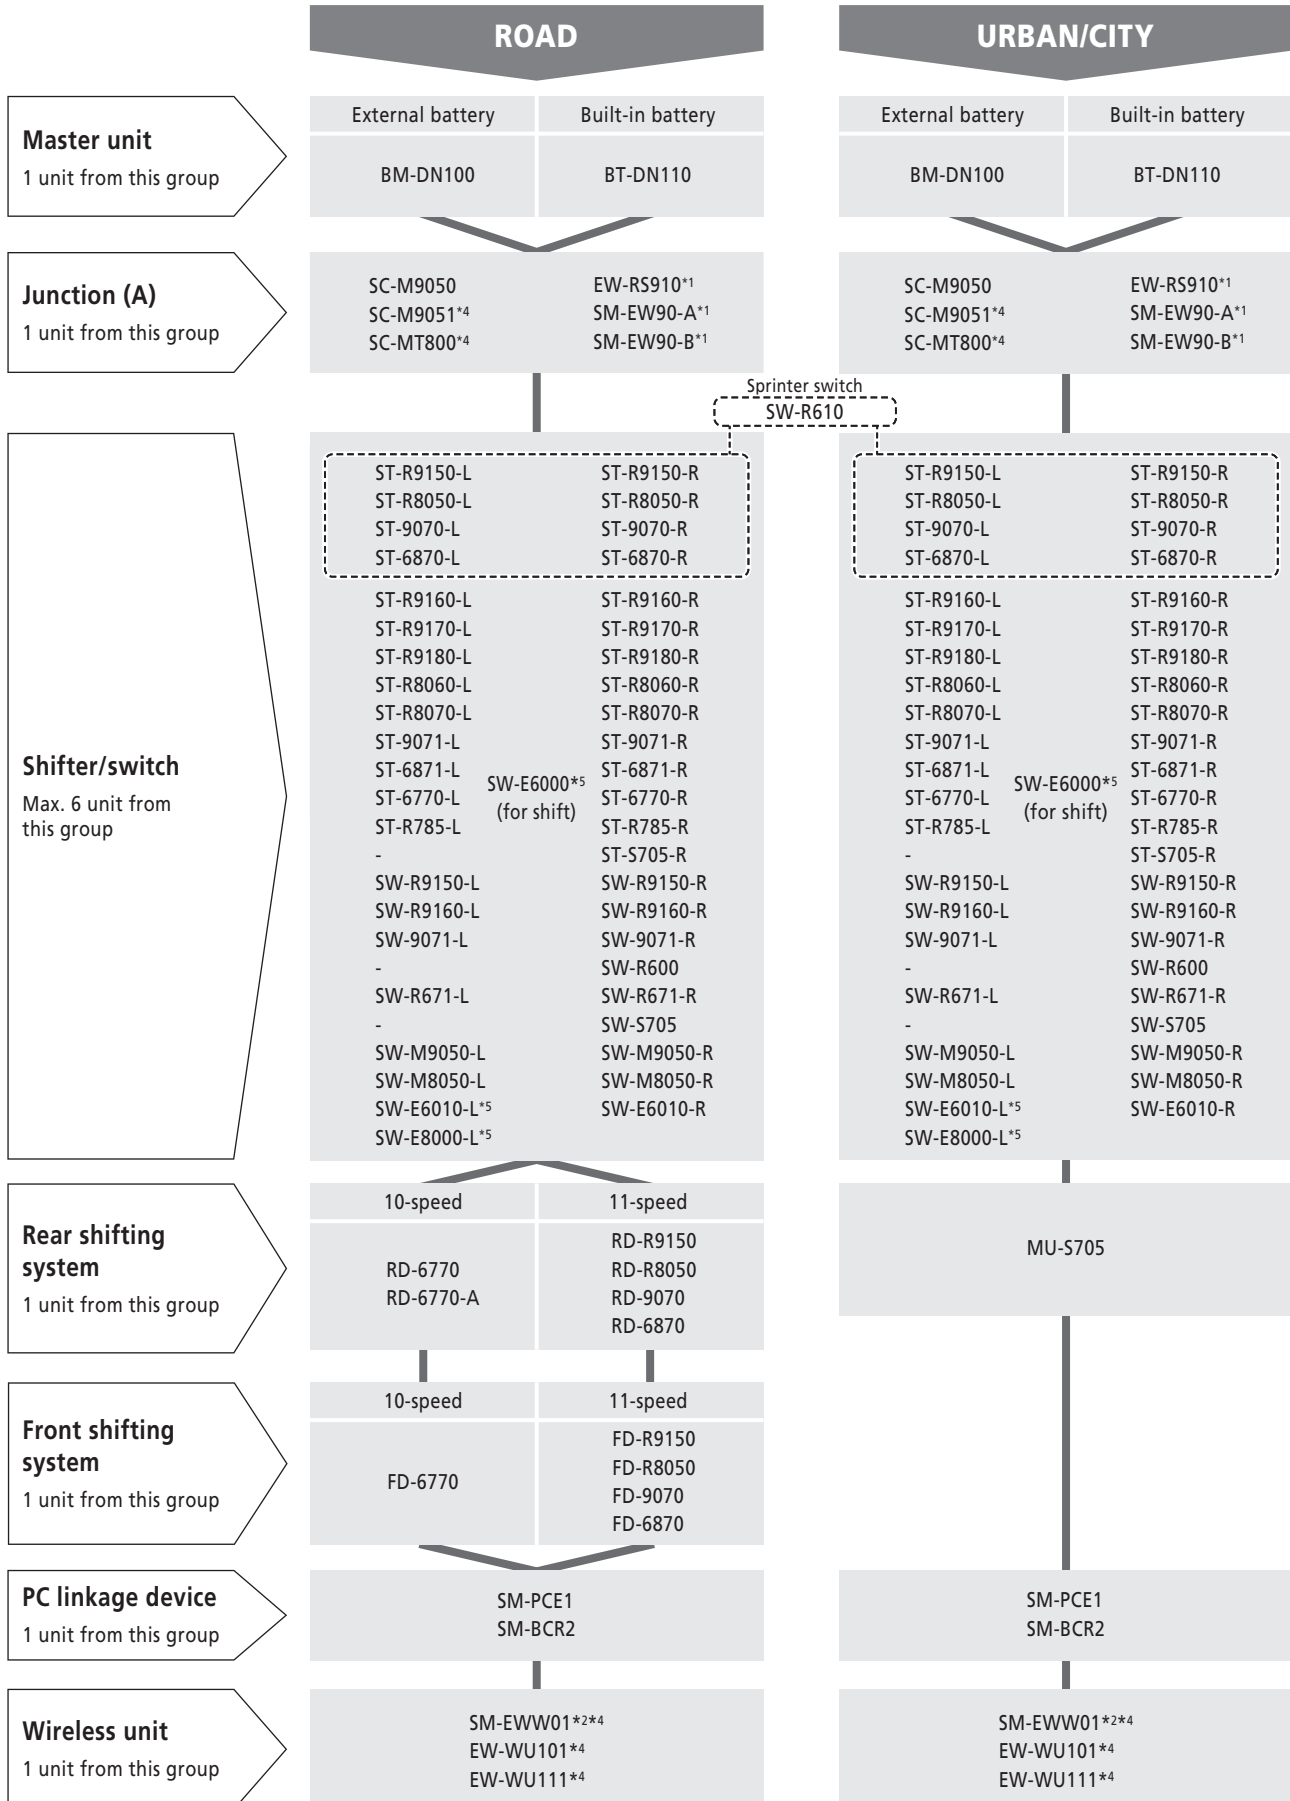 ROAD
URBAN/CITY
Master unit
1 unit from this group
External battery
Built-in battery
BM-DN100
BT-DN110
External battery
Built-in battery
BM-DN100
BT-DN110
Junction (A)
1 unit from this group
SC-M9050
EW-RS910*1
SC-M9051*4
SM-EW90-A*1
SC-MT800*4
SM-EW90-B*1
SC-M9050
EW-RS910*1
SC-M9051*4
SM-EW90-A*1
SC-MT800*4
SM-EW90-B*1
Sprinter switch
SW-R610
Shifter/switch
Max. 6 unit from
this group
ST-R9150-L
ST-R9150-R
ST-R8050-L
ST-R8050-R
ST-9070-L
ST-9070-R
ST-6870-L
ST-6870-R
ST-R9160-L
ST-R9160-R
ST-R9170-L
ST-R9170-R
ST-R9180-L
ST-R9180-R
ST-R8060-L
ST-R8060-R
ST-R8070-L
ST-R8070-R
ST-9071-L
ST-9071-R
ST-6871-L
ST-6871-R
SW-E6000*5
(for shift)
ST-6770-L
ST-6770-R
ST-R785-L
ST-R785-R
-
ST-S705-R
SW-R9150-L
SW-R9150-R
SW-R9160-L
SW-R9160-R
SW-9071-L
SW-9071-R
-
SW-R600
SW-R671-L
SW-R671-R
-
SW-S705
SW-M9050-L
SW-M9050-R
SW-M8050-L
SW-M8050-R
SW-E6010-L*5
SW-E6010-R
SW-E8000-L*5
ST-R9150-L
ST-R9150-R
ST-R8050-L
ST-R8050-R
ST-9070-L
ST-9070-R
ST-6870-L
ST-6870-R
ST-R9160-L
ST-R9160-R
ST-R9170-L
ST-R9170-R
ST-R9180-L
ST-R9180-R
ST-R8060-L
ST-R8060-R
ST-R8070-L
ST-R8070-R
ST-9071-L
ST-9071-R
ST-6871-L
ST-6871-R
SW-E6000*5
(for shift)
ST-6770-L
ST-6770-R
ST-R785-L
ST-R785-R
-
ST-S705-R
SW-R9150-L
SW-R9150-R
SW-R9160-L
SW-R9160-R
SW-9071-L
SW-9071-R
-
SW-R600
SW-R671-L
SW-R671-R
-
SW-S705
SW-M9050-L
SW-M9050-R
SW-M8050-L
SW-M8050-R
SW-E6010-L*5
SW-E6010-R
SW-E8000-L*5
Rear shifting
system
1 unit from this group
10-speed
11-speed
RD-6770
RD-6770-A
RD-R9150
RD-R8050
RD-9070
RD-6870
MU-S705
Front shifting
system
1 unit from this group
10-speed
11-speed
FD-6770
FD-R9150
FD-R8050
FD-9070
FD-6870
PC linkage device
1 unit from this group
SM-PCE1
SM-BCR2
SM-PCE1
SM-BCR2
Wireless unit
1 unit from this group
SM-EWW01*2*4
EW-WU101*4
EW-WU111*4
SM-EWW01*2*4
EW-WU101*4
EW-WU111*4